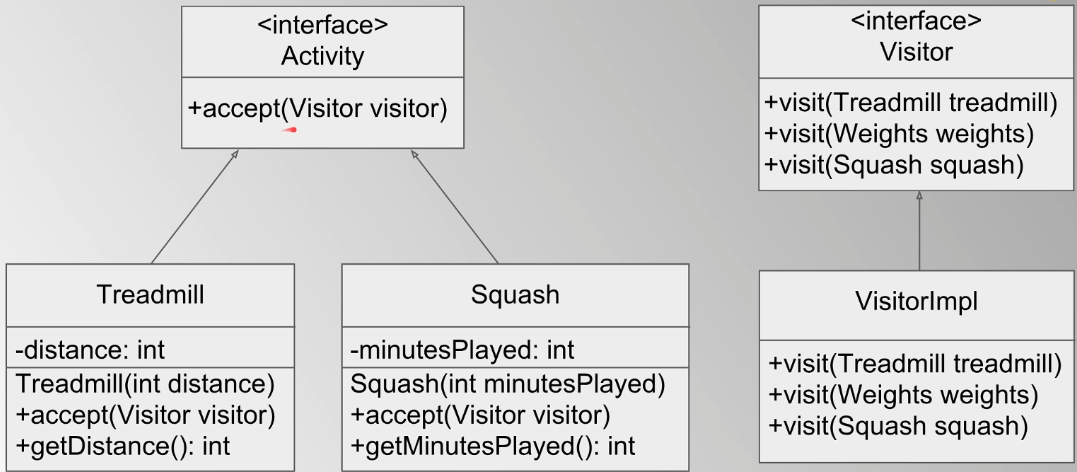 <interface>
Activity
+accept(Visitor visitor)
<interface>
Visitor
+visit(Treadmill treadmill)
+visit(Weights weights)
+visit(Squash squash)
Treadmill
-distance: int
Treadmill(int distance)
+accept(Visitor visitor)
+getDistance(): int
Squash
-minutesPlayed: int
Squash(int minutesPlayed)
+accept(Visitor visitor)
+getMinutesPlayed(): int
VisitorImpl
+visit(Treadmill treadmill)
+visit(Weights weights)
+visit(Squash squash)